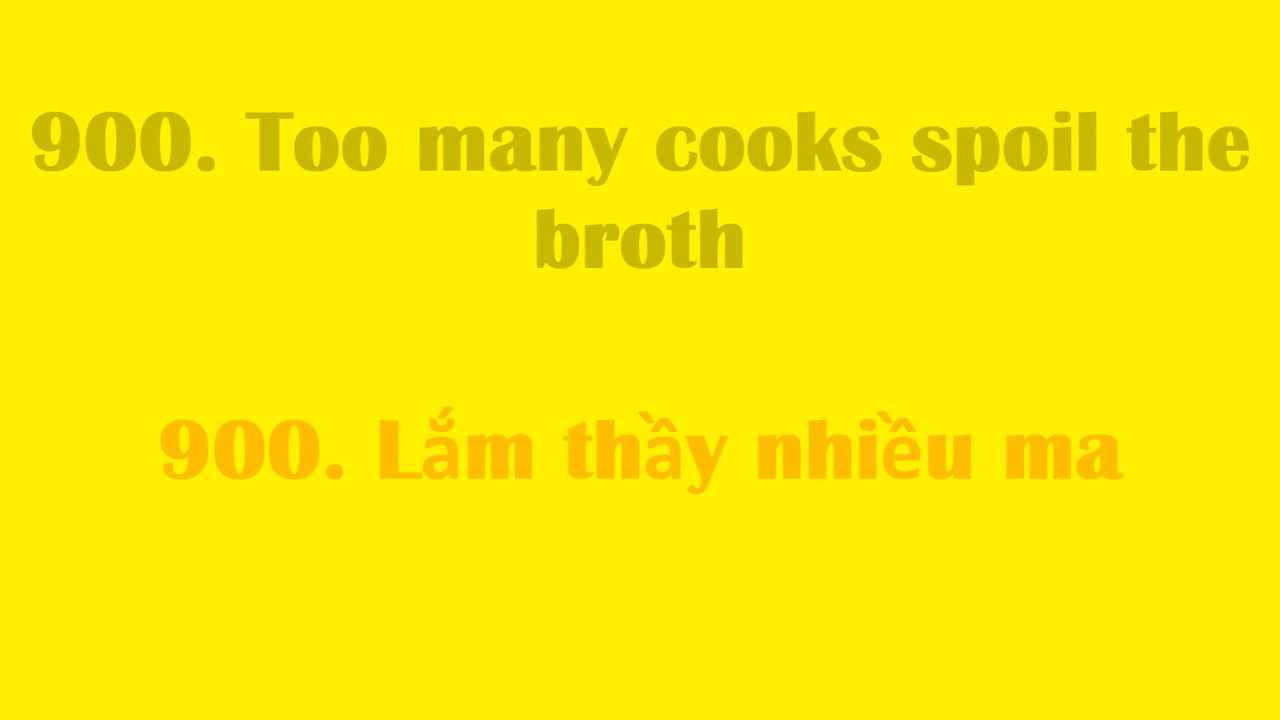 900. Too many cooks spoil the
broth
900. Lắm thầy nhiều ma